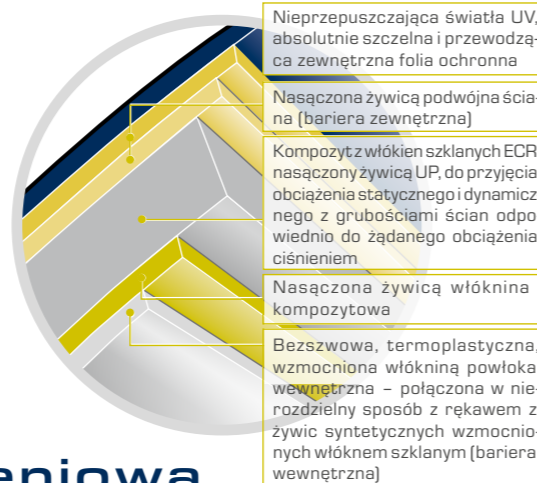 Nieprzepuszczająca światła UV,
absolutnie szczelna i przewodzą-
ca zewnętrzna folia ochronna
Nasączona żywicą podwójna ścia-
na (bariera zewnętrzna)
Kompozyt z włókien szklanych ECR
nasączony żywicą UP, do przyjęcia
obciążenia statycznego i dynamicz
nego z grubościami ścian odpo
wiednio do żądanego obciążenia
ciśnieniem
Nasączona żywicą włóknina
kompozytowa
Bezszwowa, termoplastyczna,
wzmocniona włókniną powłoka
wewnętrzna – połączona w nie-
rozdzielny sposób z rękawem z
żywic syntetycznych wzmocnio-
nych włóknem szklanym (bariera
wewnętrzna)